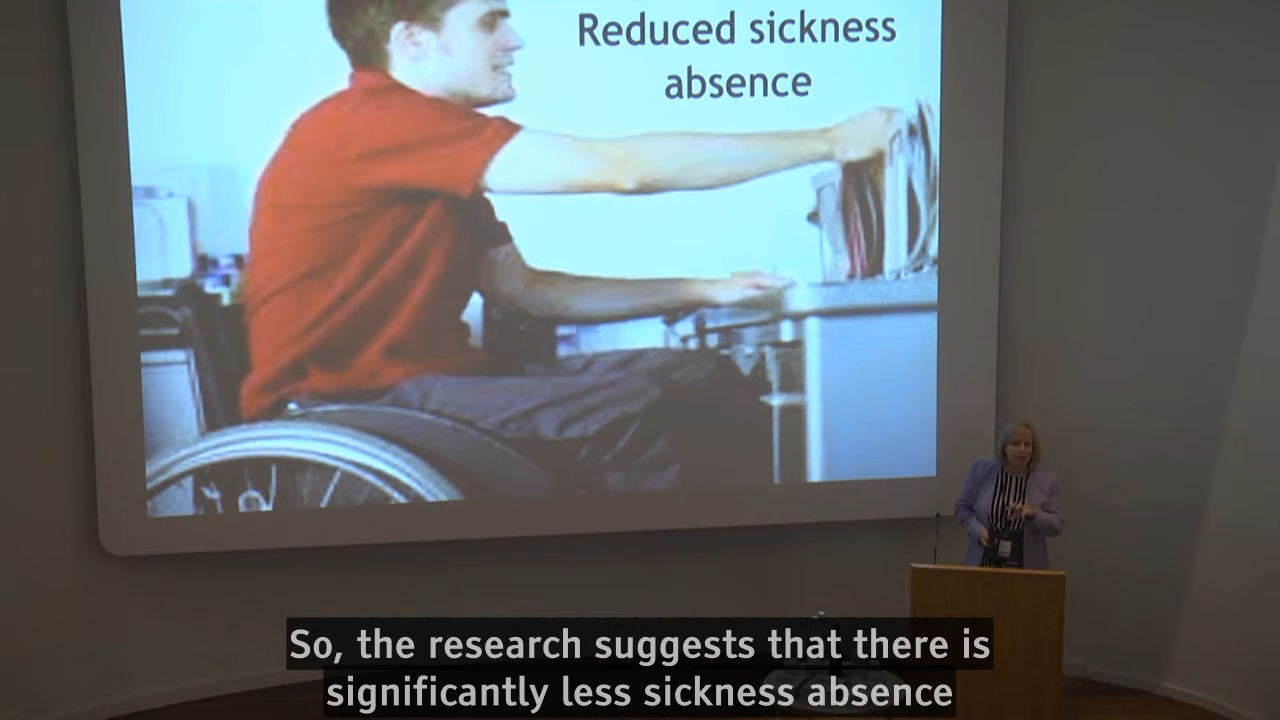 Reduced sickness
absence
So, the research suggests that there is
significantly less sickness absence